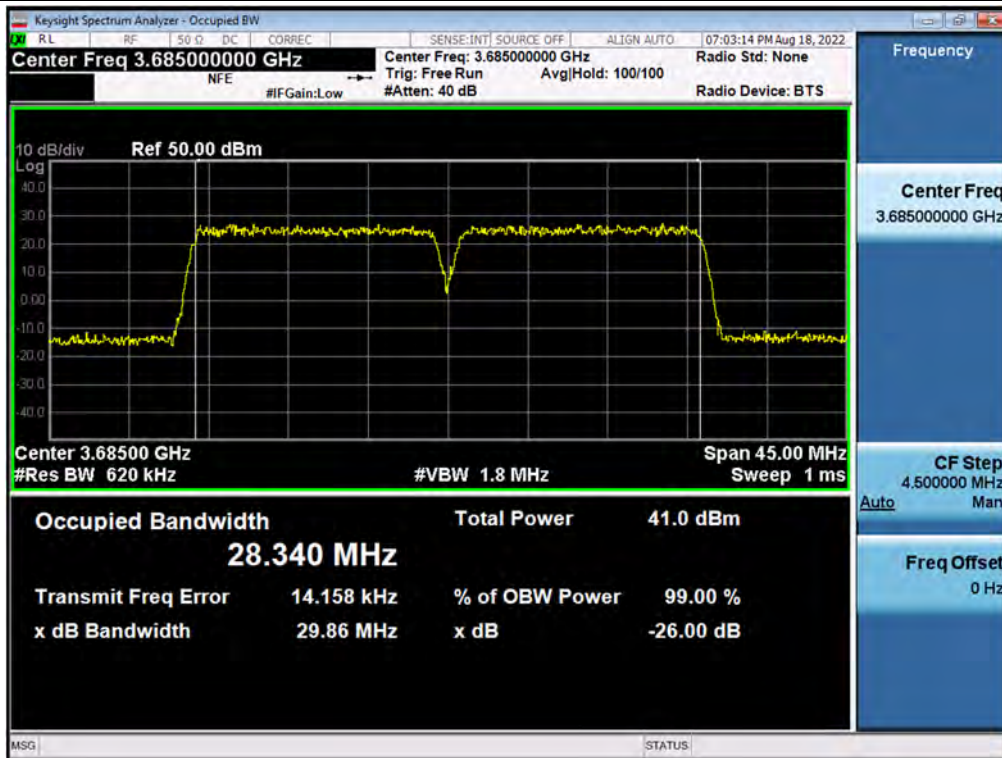 Keysight Spectrum Analyzer - Occupied BW
LXI RL RF 50 Ω DC CORREC SENSE:INT SOURCE OFF ALIGN AUTO 07:03:14 PM Aug 18, 2022
Center Freq 3.685000000 GHz
NFE
#IFGain:Low
Center Freq: 3.685000000 GHz
Trig: Free Run Avg|Hold: 100/100
#Atten: 40 dB
Radio Std: None
Radio Device: BTS
10 dB/div Ref 50.00 dBm
Log
40.0
30.0
20.0
10.0
0.00
-10.0
-20.0
-30.0
-40.0
Center 3.68500 GHz Span 45.00 MHz
#Res BW 620 kHz #VBW 1.8 MHz Sweep 1 ms
Occupied Bandwidth Total Power 41.0 dBm
28.340 MHz
Transmit Freq Error 14.158 kHz % of OBW Power 99.00 %
x dB Bandwidth 29.86 MHz x dB -26.00 dB
MSG STATUS
Frequency
Center Freq
3.685000000 GHz
CF Step
4.500000 MHz
Auto Man
Freq Offset
0 Hz